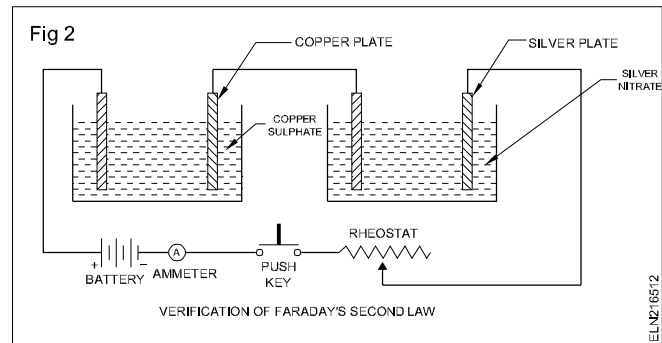 Fig 2
COPPER PLATE
SILVER PLATE
SILVER
NITRATE
COPPER
SULPHATE
RHEOSTAT
+
A
–
BATTERY
AMMETER
PUSH
KEY
VERIFICATION OF FARADAY'S SECOND LAW
ELN216512